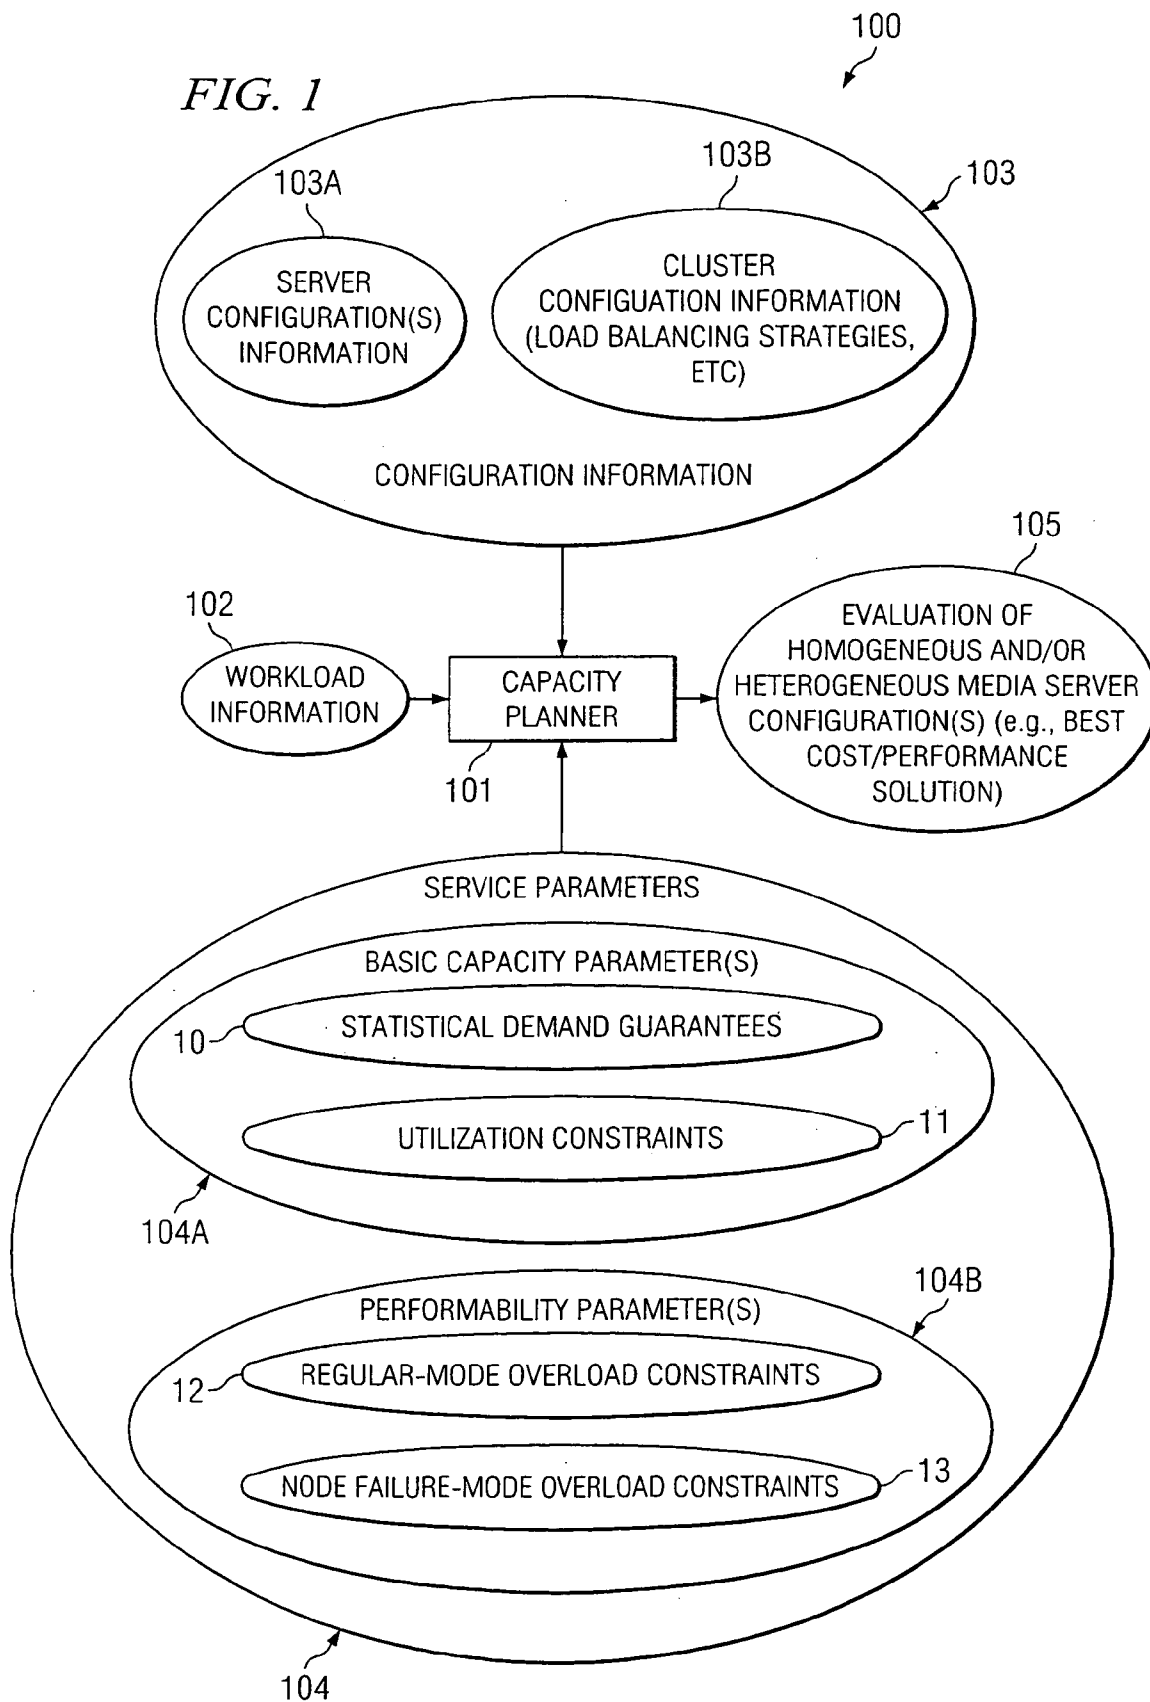 100
FIG. 1
103B
103
103A
SERVER
CONFIGURATION(S)
INFORMATION
CLUSTER
CONFIGUATION INFORMATION
(LOAD BALANCING STRATEGIES,
ETC)
CONFIGURATION INFORMATION
105
102
WORKLOAD
INFORMATION
CAPACITY
PLANNER
101
EVALUATION OF
HOMOGENEOUS AND/OR
HETEROGENEOUS MEDIA SERVER
CONFIGURATION(S) (e.g., BEST
COST/PERFORMANCE
SOLUTION)
SERVICE PARAMETERS
BASIC CAPACITY PARAMETER(S)
10
STATISTICAL DEMAND GUARANTEES
UTILIZATION CONSTRAINTS
11
104A
104B
PERFORMABILITY PARAMETER(S)
12
REGULAR-MODE OVERLOAD CONSTRAINTS
NODE FAILURE-MODE OVERLOAD CONSTRAINTS
13
104